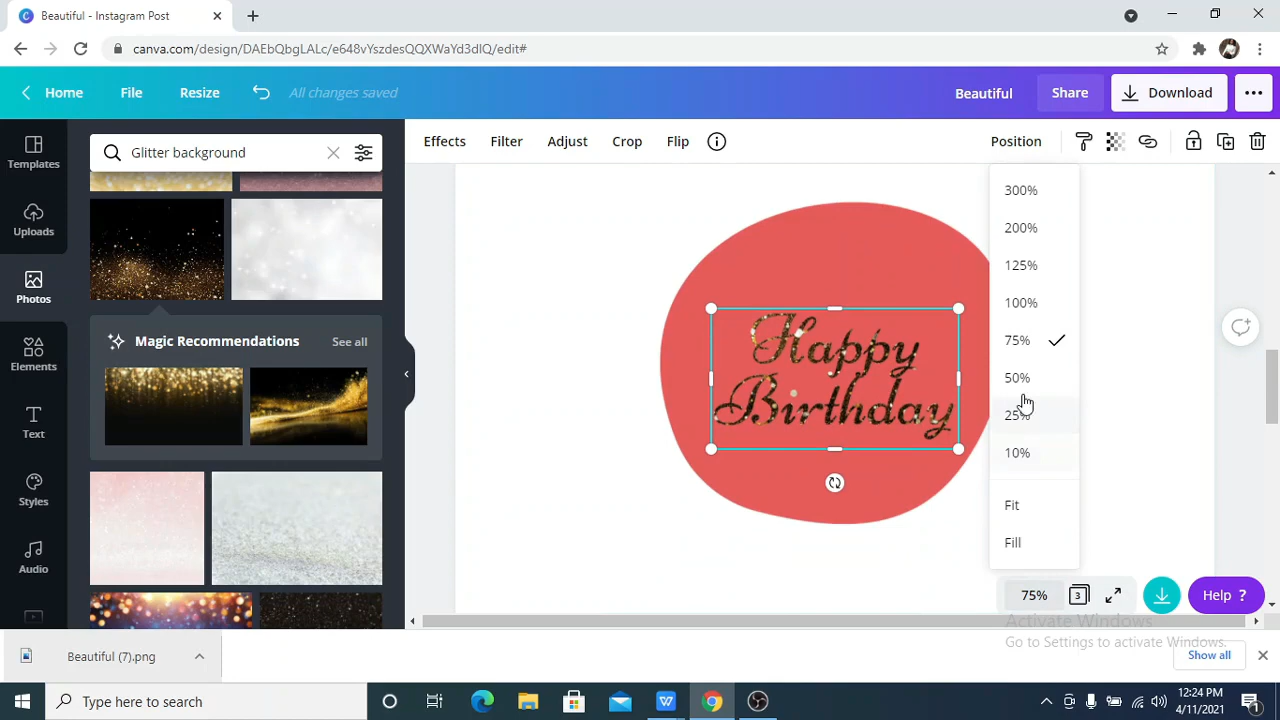 Beautiful - Instagram Post
canva.com/design/DAEbQbgLALc/e648vYszdesQQXWaYd3dIQ/edit#
Home
File
Resize
All changes saved
Beautiful
Share
Download
Templates
Uploads
Photos
Elements
Text
Styles
Audio
Glitter background
Magic Recommendations
See all
Effects
Filter
Adjust
Crop
Flip
Position
Happy
Birthday
300%
200%
125%
100%
75%
50%
25%
10%
Fit
Fill
75%
3
Help ?
Activate Windows
Go to Settings to activate Windows.
Beautiful (7).png
Show all
Type here to search
12:24 PM
4/11/2021